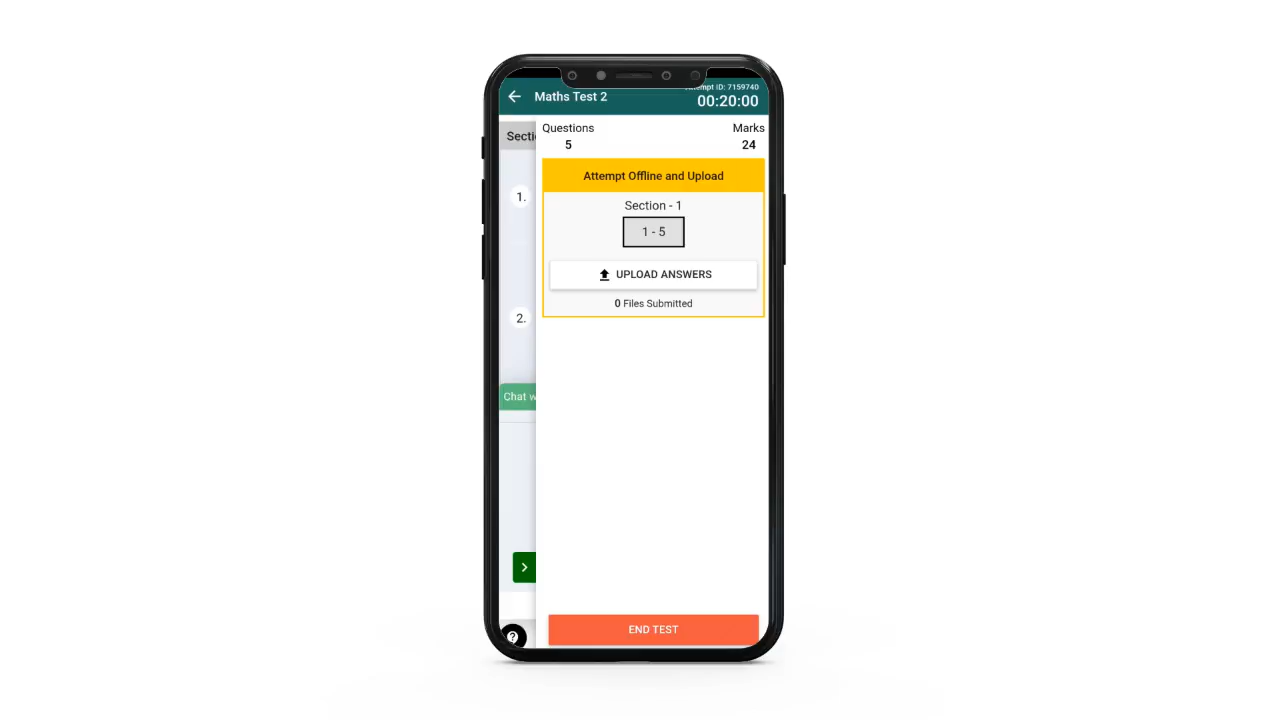 Attempt ID: 7159740
Maths Test 2
00:20:00
Questions
Marks
5
24
Attempt Offline and Upload
Section - 1
1 - 5
UPLOAD ANSWERS
0 Files Submitted
1.
2.
Chat
END TEST
?